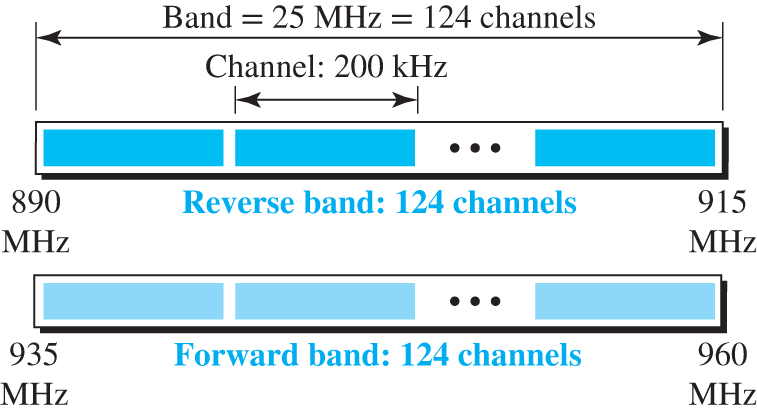 Band = 25 MHz = 124 channels
Channel: 200 kHz
890 MHz
Reverse band: 124 channels
915 MHz
935 MHz
Forward band: 124 channels
960 MHz